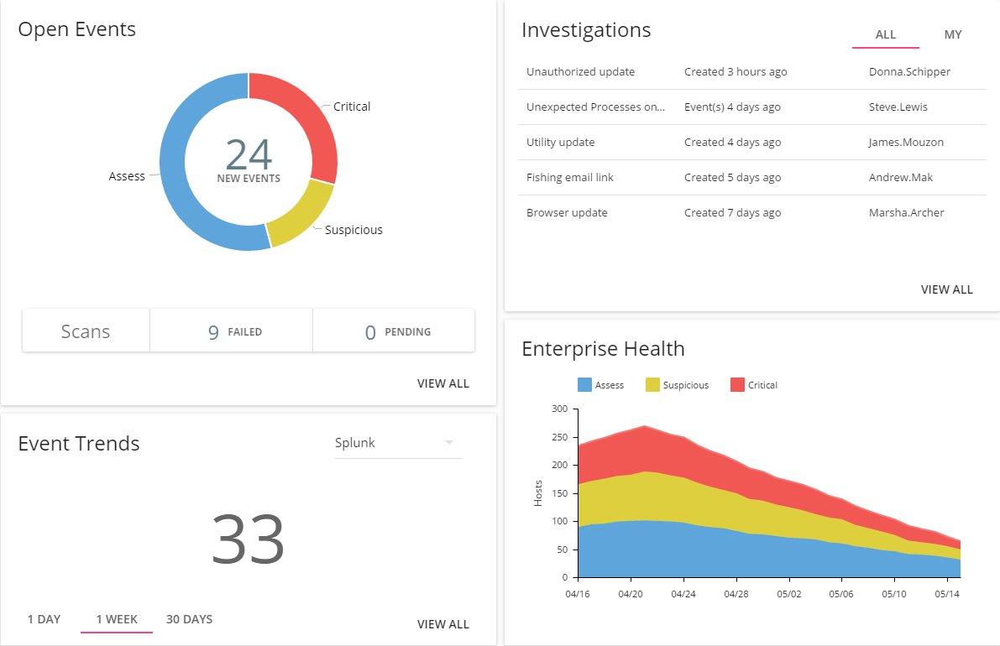 Open Events
Critical
24
NEW EVENTS
Assess
Suspicious
Scans 9 FAILED 0 PENDING
VIEW ALL
Event Trends Splunk
33
1 DAY 1 WEEK 30 DAYS VIEW ALL
Investigations ALL MY
Unauthorized update Created 3 hours ago Donna.Schipper
Unexpected Processes on... Event(s) 4 days ago Steve.Lewis
Utility update Created 4 days ago James.Mouzon
Fishing email link Created 5 days ago Andrew.Mak
Browser update Created 7 days ago Marsha.Archer
VIEW ALL
Enterprise Health
Assess Suspicious Critical
300
250
200
150
100
50
0
Hosts
04/16 04/20 04/24 04/28 05/02 05/06 05/10 05/14